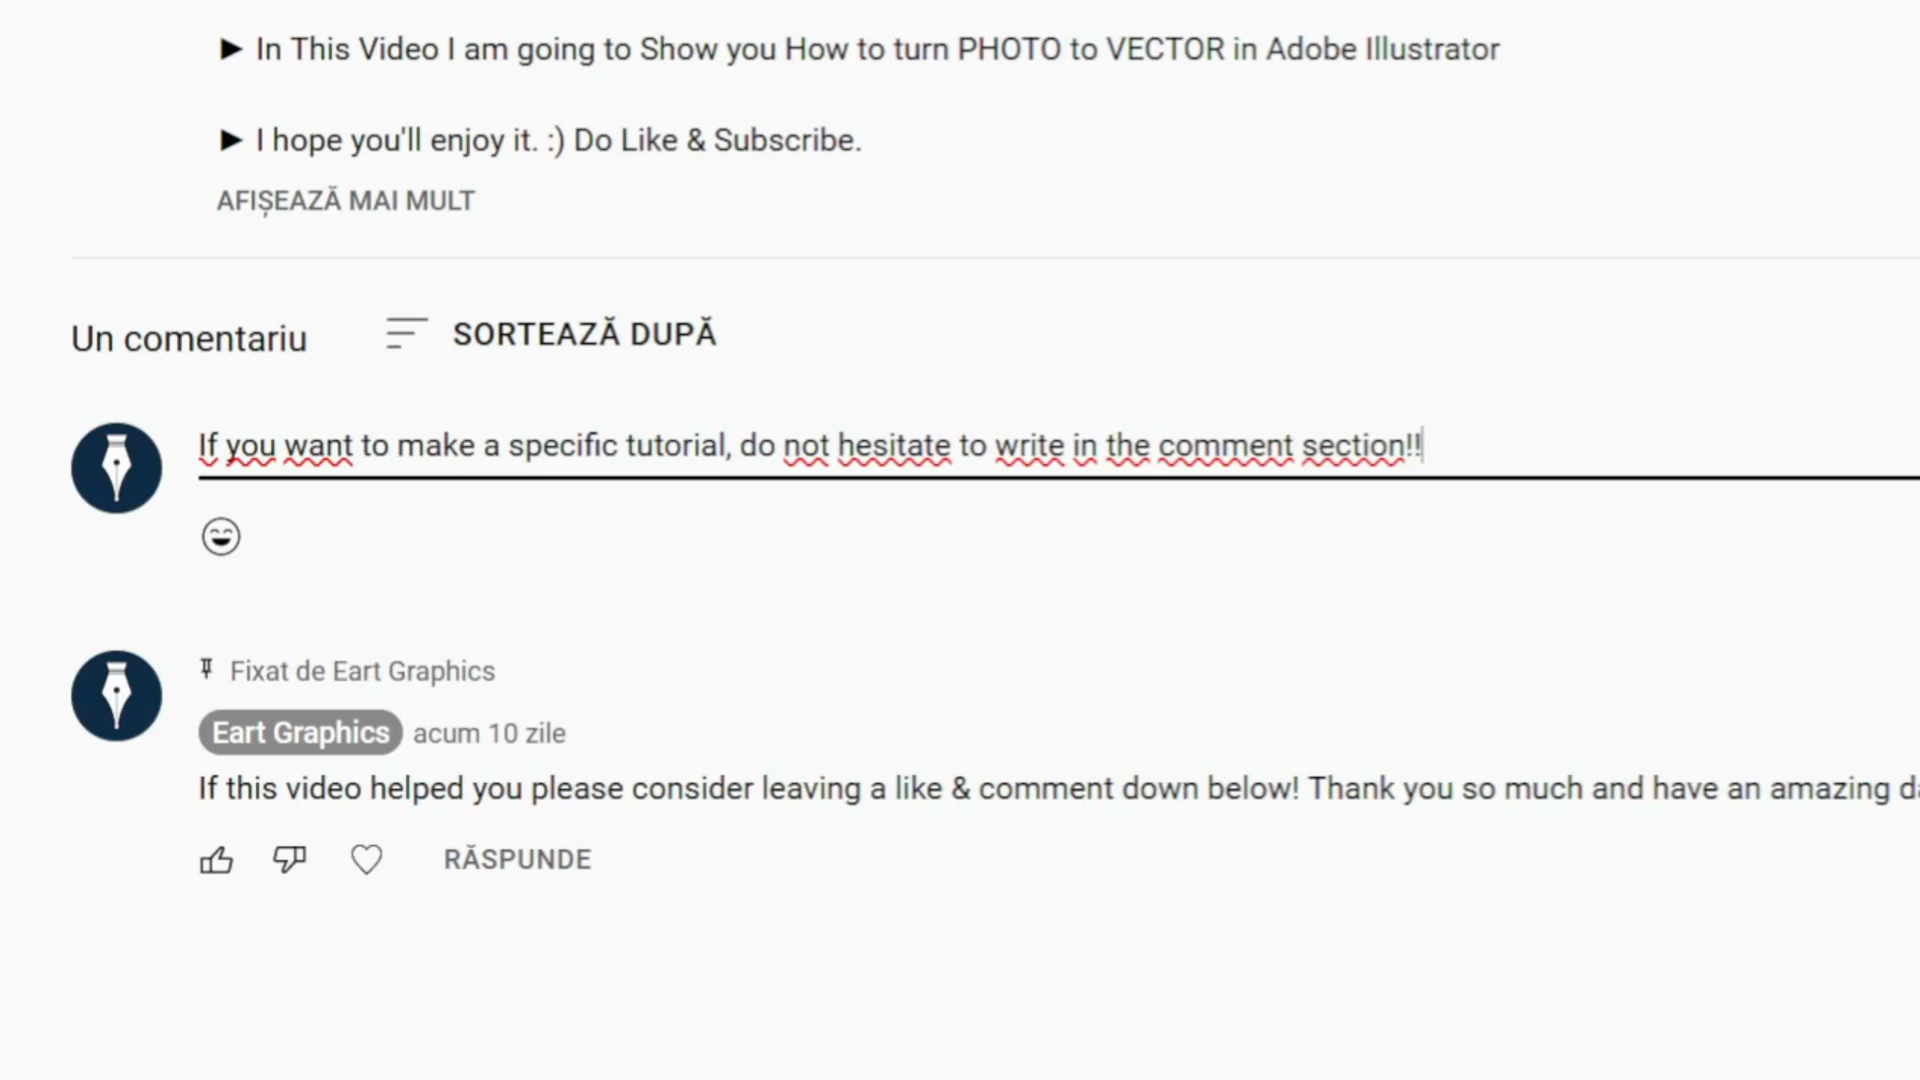 ► In This Video I am going to Show you How to turn PHOTO to VECTOR in Adobe Illustrator
► I hope you'll enjoy it. :) Do Like & Subscribe.
AFIȘEAZĂ MAI MULT
Un comentariu
SORTEAZĂ DUPĂ
If you want to make a specific tutorial, do not hesitate to write in the comment section!!
Fixat de Eart Graphics
Eart Graphics acum 10 zile
If this video helped you please consider leaving a like & comment down below! Thank you so much and have an amazing
RĂSPUNDE